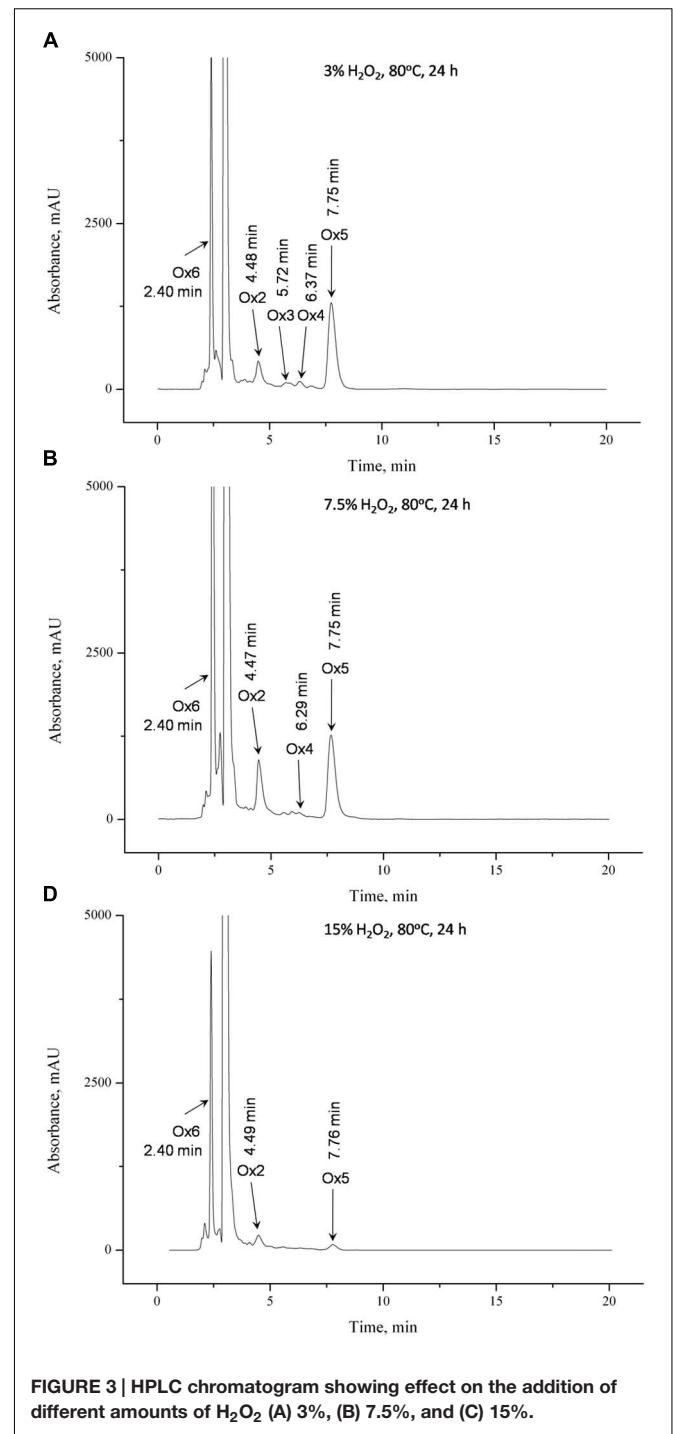 A
5000
3% H₂O₂, 80ºC, 24 h
7.75 min
Absorbance, mAU
2500
Ox5
4.48 min
5.72 min
6.37 min
Ox6
2.40 min
Ox2
Ox3 Ox4
0
0 5 10 15 20
Time, min
B
5000
7.5% H₂O₂, 80ºC, 24 h
7.75 min
Absorbance, mAU
2500
4.47 min
Ox5
Ox6
2.40 min
Ox2
6.29 min
Ox4
0
0 5 10 15 20
Time, min.
D
5000
15% H₂O₂, 80ºC, 24 h
Absorbance, mAU
2500
Ox6
2.40 min
4.49 min
7.76 min
Ox2
Ox5
0
0 5 10 15 20
Time, min
FIGURE 3 | HPLC chromatogram showing effect on the addition of
different amounts of H₂O₂ (A) 3%, (B) 7.5%, and (C) 15%.